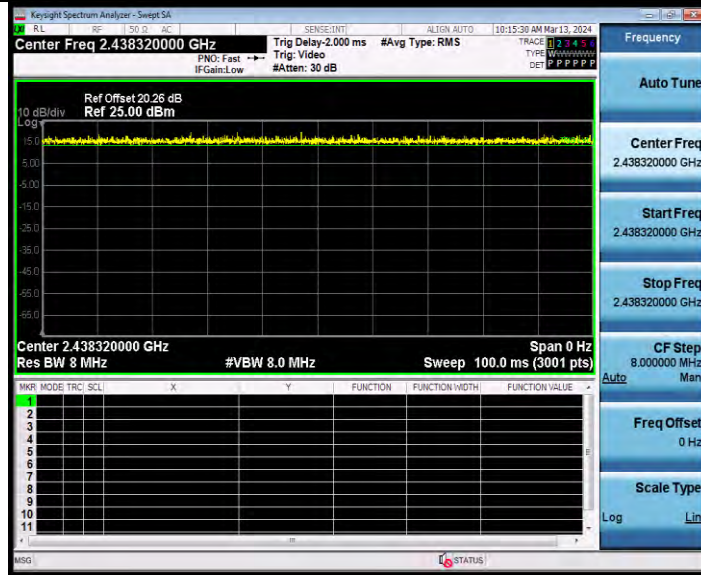 Keysight Spectrum Analyzer - Swept SA
RL RF 50 Ω AC SENSE:INT ALIGN AUTO 10:15:30 AM Mar 13, 2024
Center Freq 2.438320000 GHz
PNO: Fast
IFGain:Low
Trig Delay-2.000 ms
Trig: Video
#Atten: 30 dB
#Avg Type: RMS
TRACE 1 2 3 4 5 6
TYPE
DET P P P P P P
Ref Offset 20.26 dB
10 dB/div Ref 25.00 dBm
Log
15.0
5.00
-5.00
-15.0
-25.0
-35.0
-45.0
-55.0
-65.0
Center 2.438320000 GHz Span 0 Hz
Res BW 8 MHz #VBW 8.0 MHz Sweep 100.0 ms (3001 pts)
MKR MODE TRC SCL X Y FUNCTION FUNCTION WIDTH FUNCTION VALUE
1
2
3
4
5
6
7
8
9
10
11
MSG STATUS
Frequency
Auto Tune
Center Freq
2.438320000 GHz
Start Freq
2.438320000 GHz
Stop Freq
2.438320000 GHz
CF Step
8.000000 MHz
Auto Man
Freq Offset
0 Hz
Scale Type
Log Lin